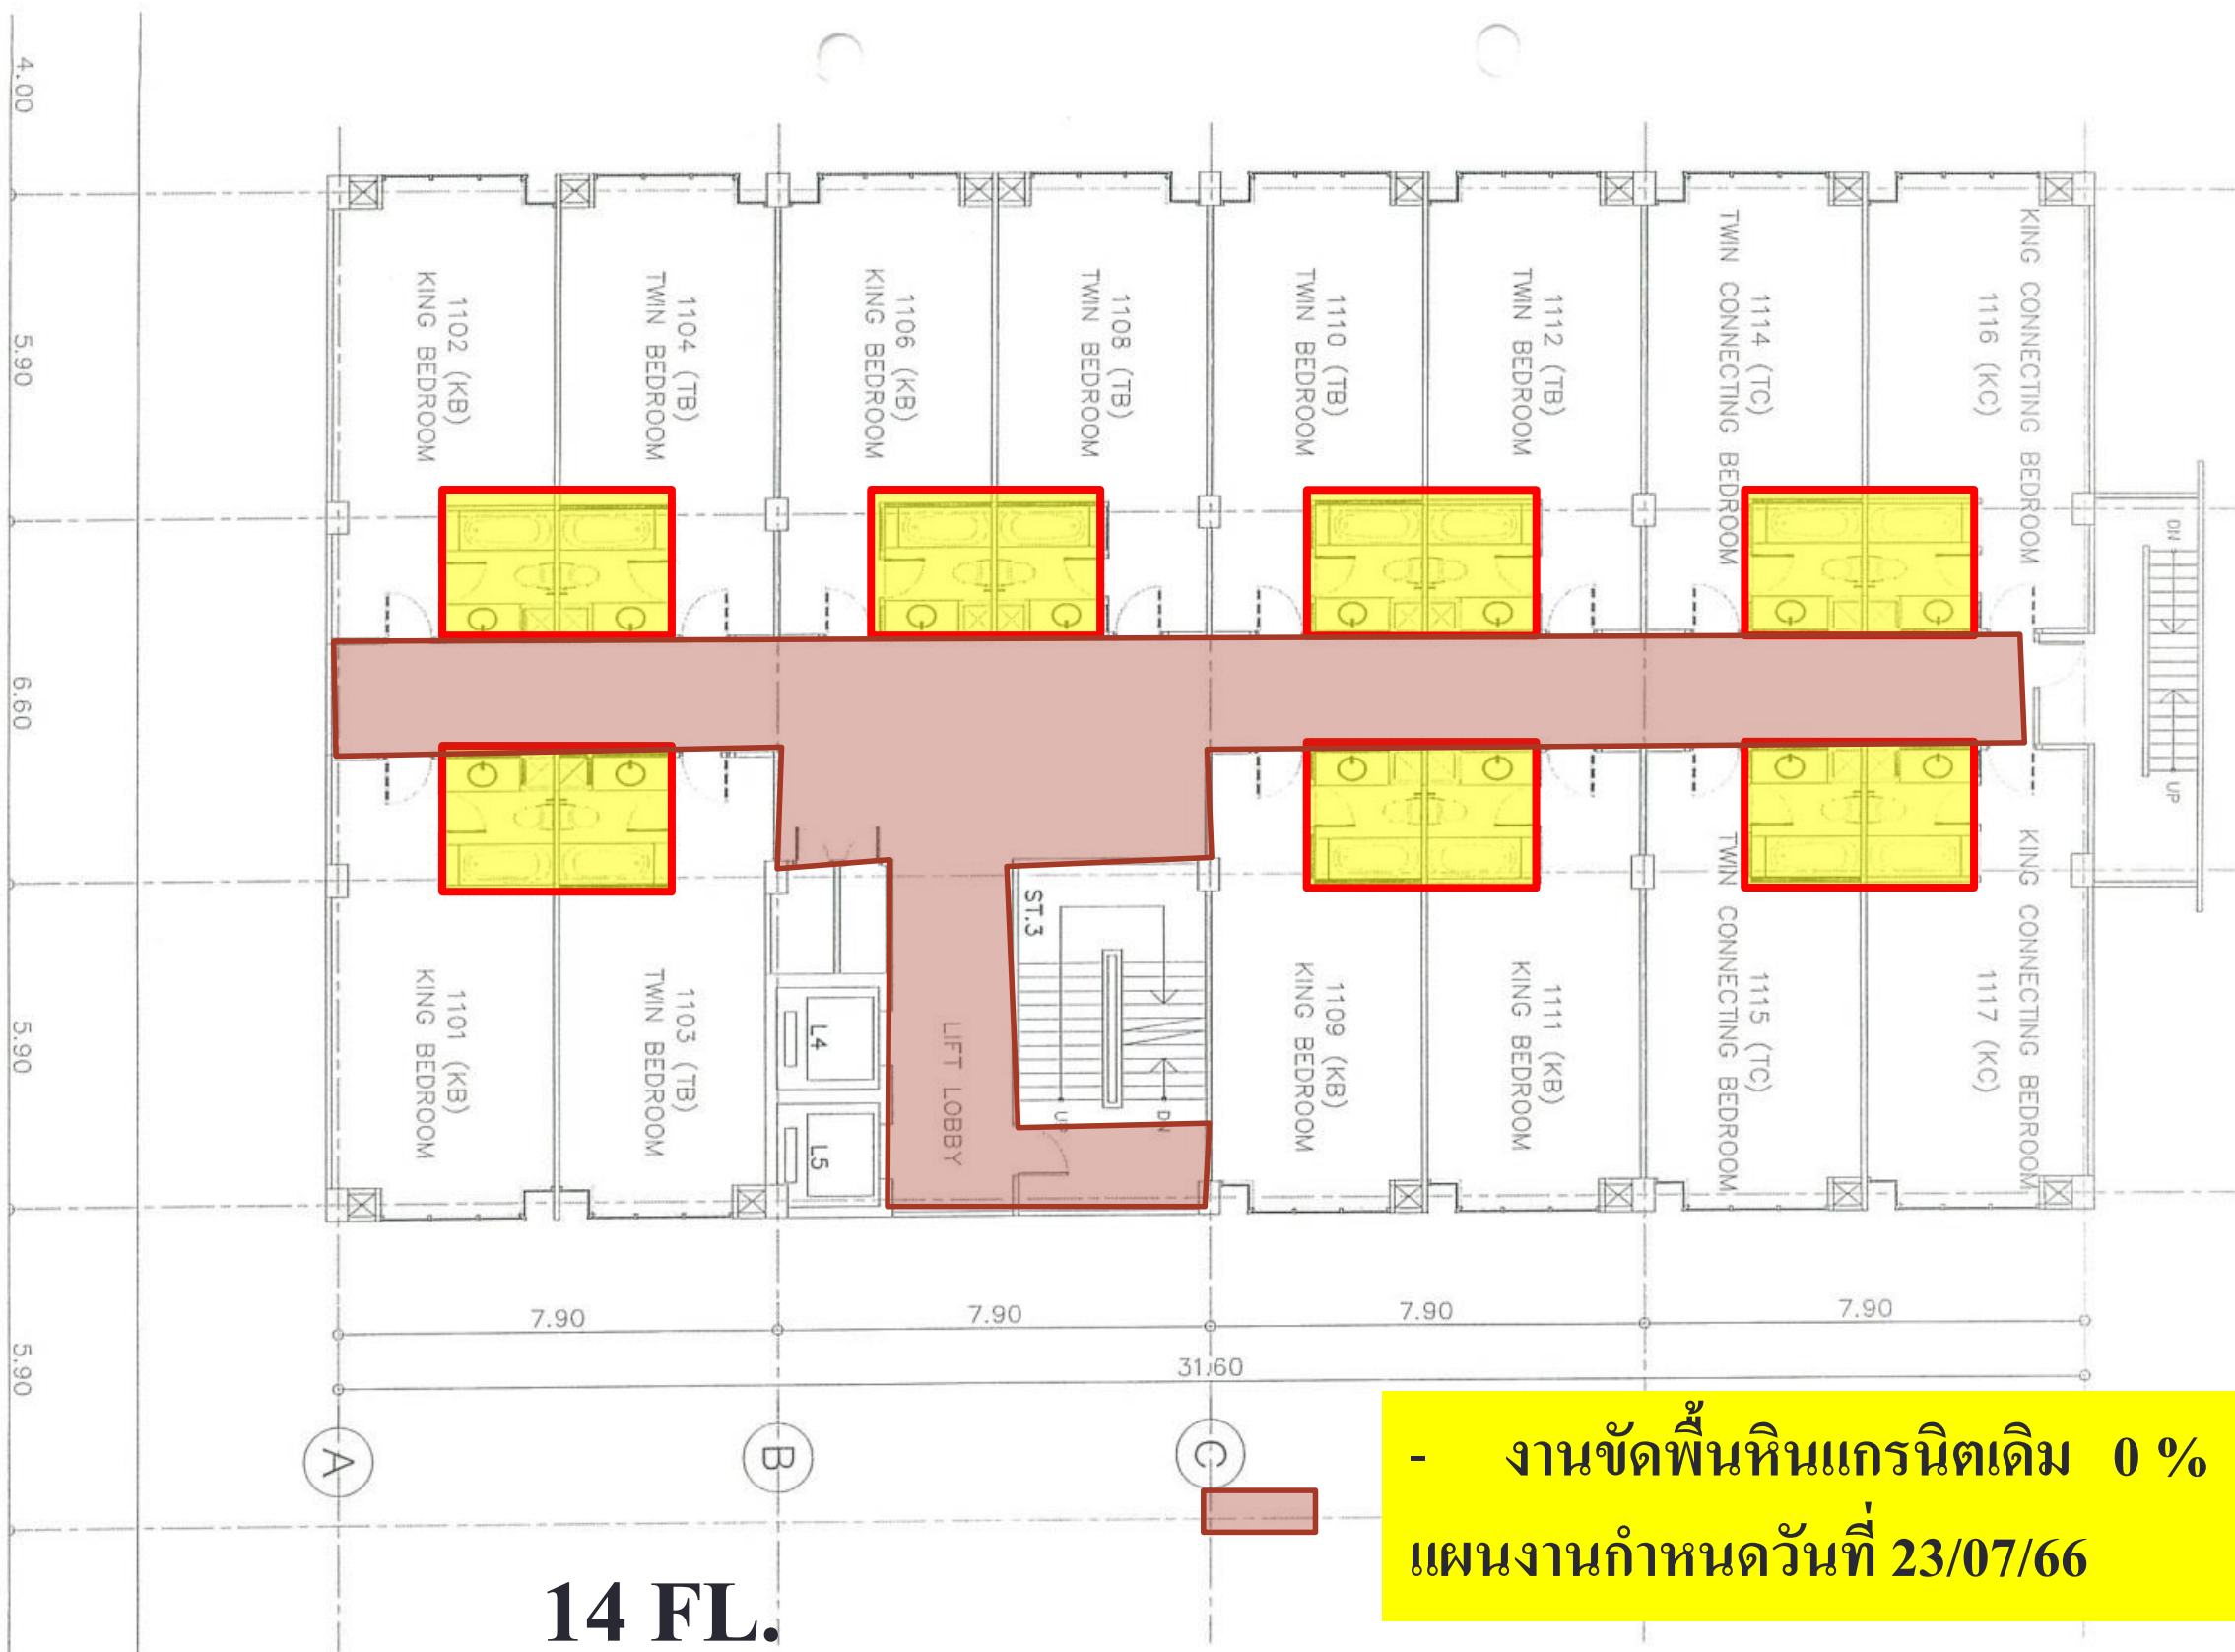 4.00
5.90
6.60
5.90
5.90
1102 (KB)
KING BEDROOM
1104 (TB)
TWIN BEDROOM
1106 (KB)
KING BEDROOM
1108 (TB)
TWIN BEDROOM
1110 (TB)
TWIN BEDROOM
1112 (TB)
TWIN BEDROOM
1114 (TC)
TWIN CONNECTING BEDROOM
KING CONNECTING BEDROOM
1116 (KC)
DN
UP
1101 (KB)
KING BEDROOM
1103 (TB)
TWIN BEDROOM
L4
L5
LIFT LOBBY
ST.3
UP
DN
1109 (KB)
KING BEDROOM
1111 (KB)
KING BEDROOM
1115 (TC)
TWIN CONNECTING BEDROOM
KING CONNECTING BEDROOM
1117 (KC)
7.90
7.90
7.90
7.90
31.60
A
B
C
- งานขัดพื้นหินแกรนิตเดิม 0 %
แผนงานกำหนดวันที่ 23/07/66
14 FL.